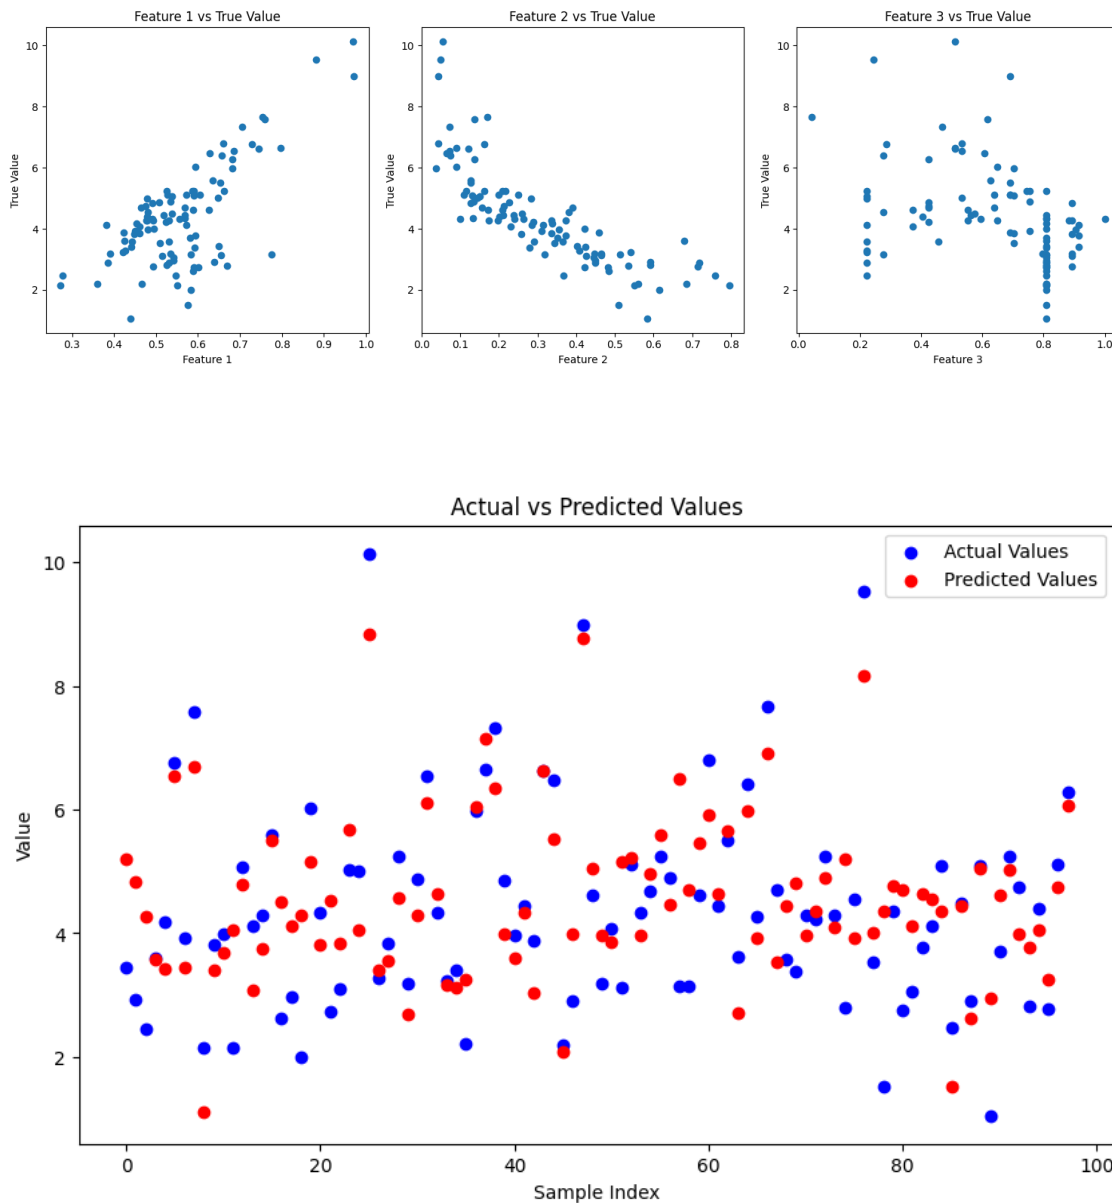 Feature 1 vs True Value
Feature 2 vs True Value
Feature 3 vs True Value
True Value
10
8
6
4
2
0.3 0.4 0.5 0.6 0.7 0.8 0.9 1.0
Feature 1
True Value
10
8
6
4
2
0.0 0.1 0.2 0.3 0.4 0.5 0.6 0.7 0.8
Feature 2
True Value
10
8
6
4
2
0.0 0.2 0.4 0.6 0.8 1.0
Feature 3
Actual vs Predicted Values
Actual Values
Predicted Values
Value
10
8
6
4
2
0 20 40 60 80 100
Sample Index